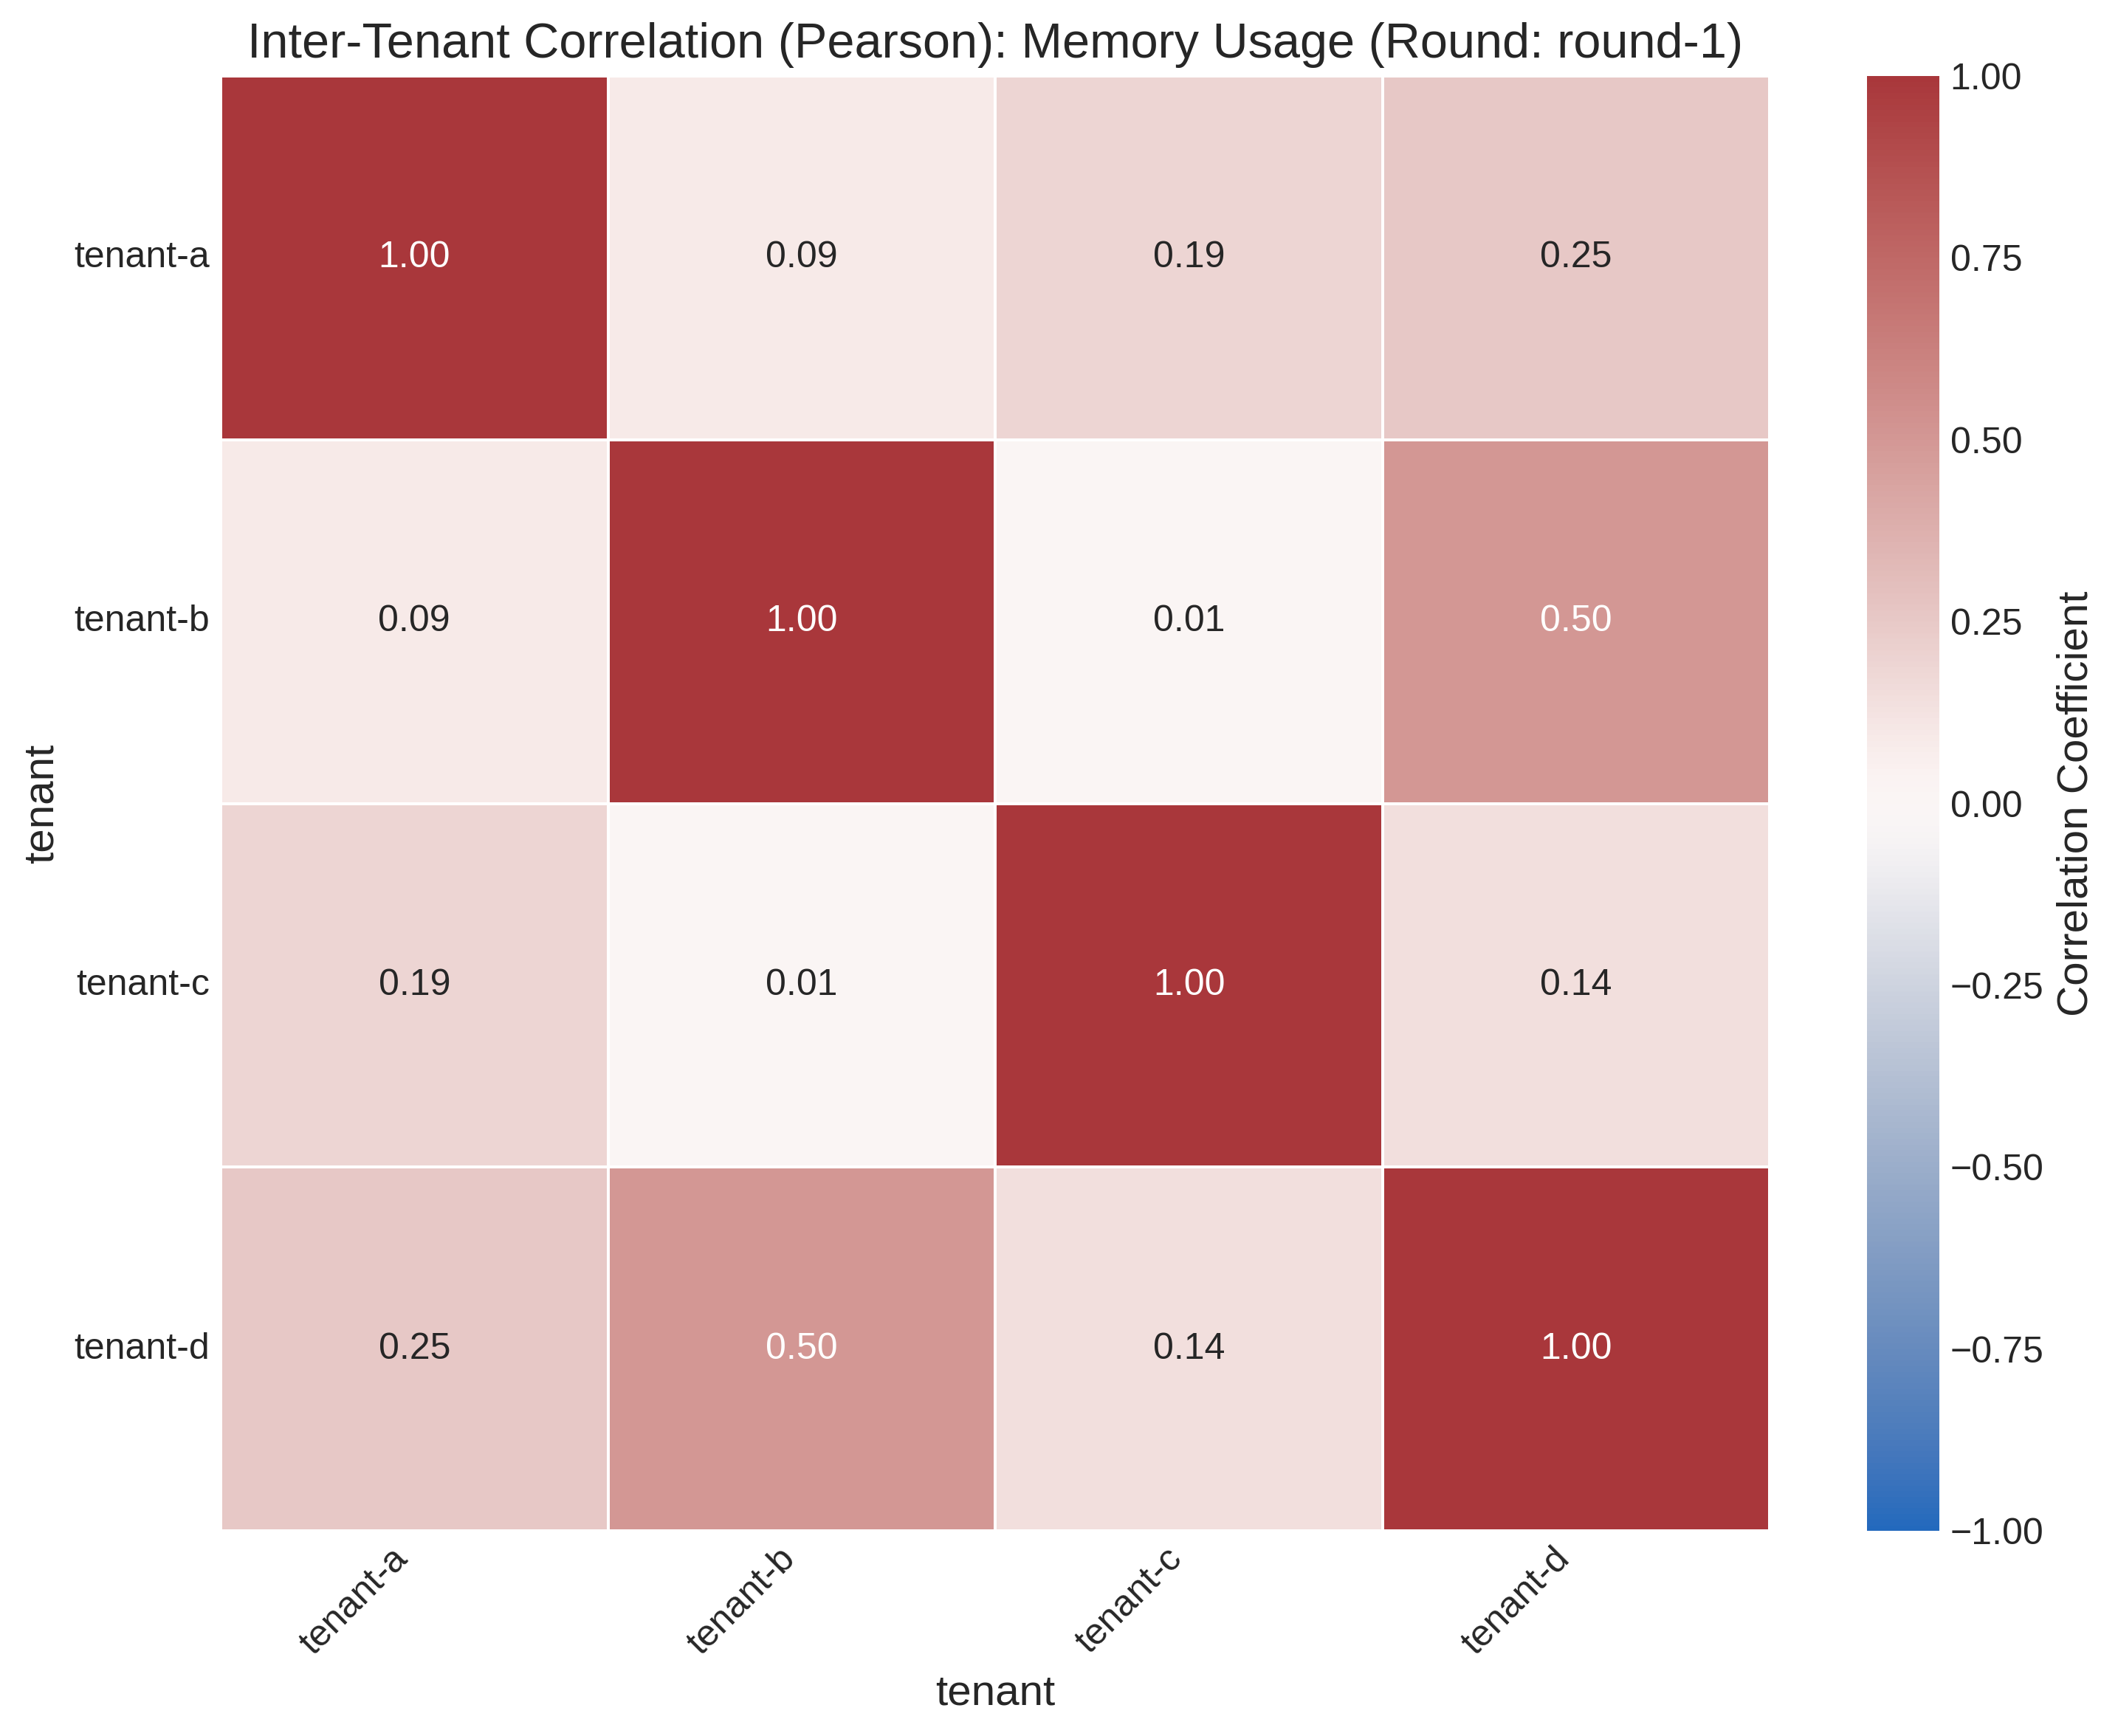 Inter-Tenant Correlation (Pearson): Memory Usage (Round: round-1)
tenant
tenant-a 1.00 0.09 0.19 0.25
tenant-b 0.09 1.00 0.01 0.50
tenant-c 0.19 0.01 1.00 0.14
tenant-d 0.25 0.50 0.14 1.00
tenant-a tenant-b tenant-c tenant-d
tenant
1.00
0.75
0.50
0.25
0.00
−0.25
−0.50
−0.75
−1.00
Correlation Coefficient